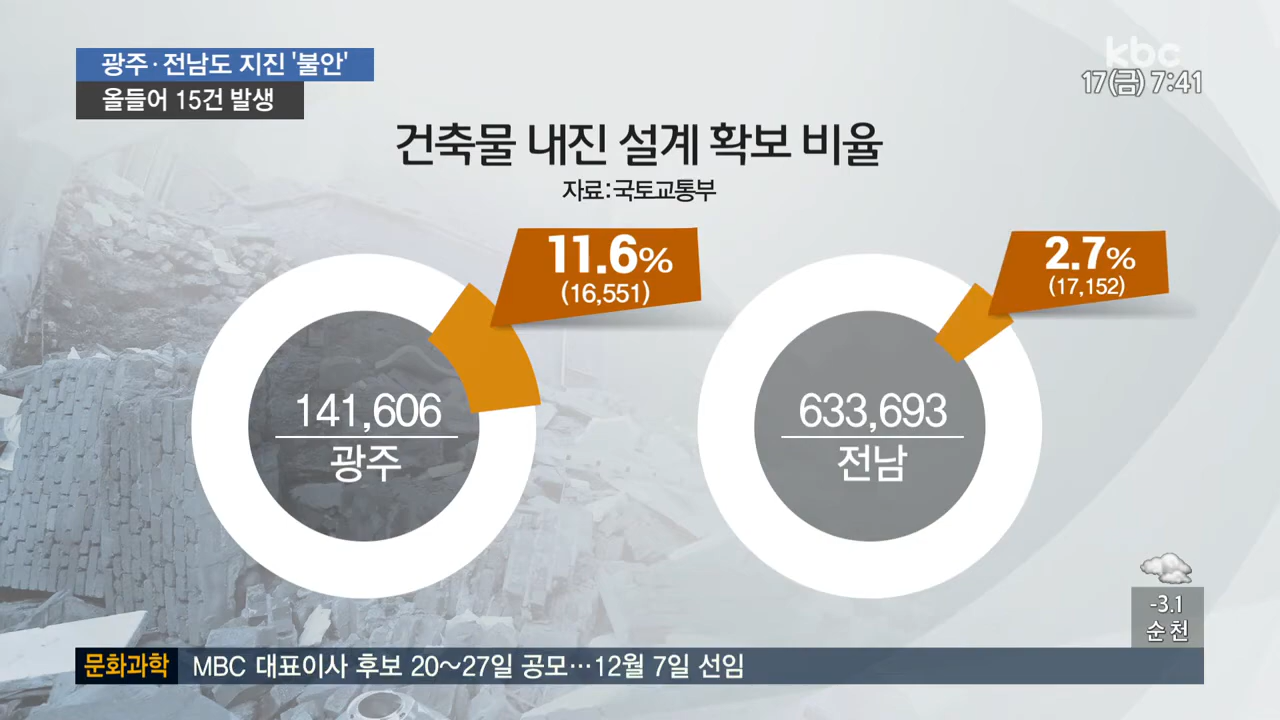 광주·전남도 지진 '불안'
올들어 15건 발생
kbc
17(금) 7:41
건축물 내진 설계 확보 비율
자료:국토교통부
11.6%
(16,551)
141,606
광주
2.7%
(17,152)
633,693
전남
-3.1
순천
문화과학 MBC 대표이사 후보 20~27일 공모…12월 7일 선임